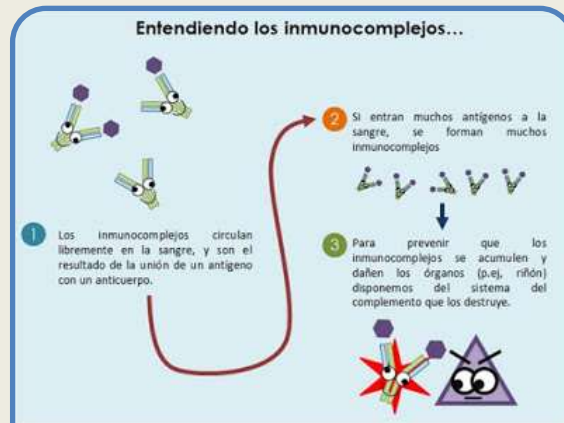 Entendiendo los inmunocomplejos...
1
Los inmunocomplejos circulan
libremente en la sangre, y son el
resultado de la unión de un antígeno
con un anticuerpo.
2
Si entran muchos antígenos a la
sangre, se forman muchos
inmunocomplejos
3
Para prevenir que los
inmunocomplejos se acumulen y
dañen los órganos (p.ej, riñón)
disponemos del sistema del
complemento que los destruye.